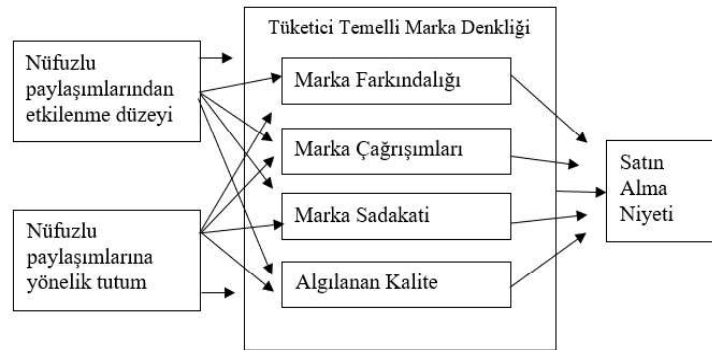 Tüketici Temelli Marka Denkliği
Nüfuzlu
paylaşımlarından
etkilenme düzeyi
Nüfuzlu
paylaşımlarına
yönelik tutum
Marka Farkındalığı
Marka Çağrışımları
Marka Sadakati
Algılanan Kalite
Satın
Alma
Niyeti